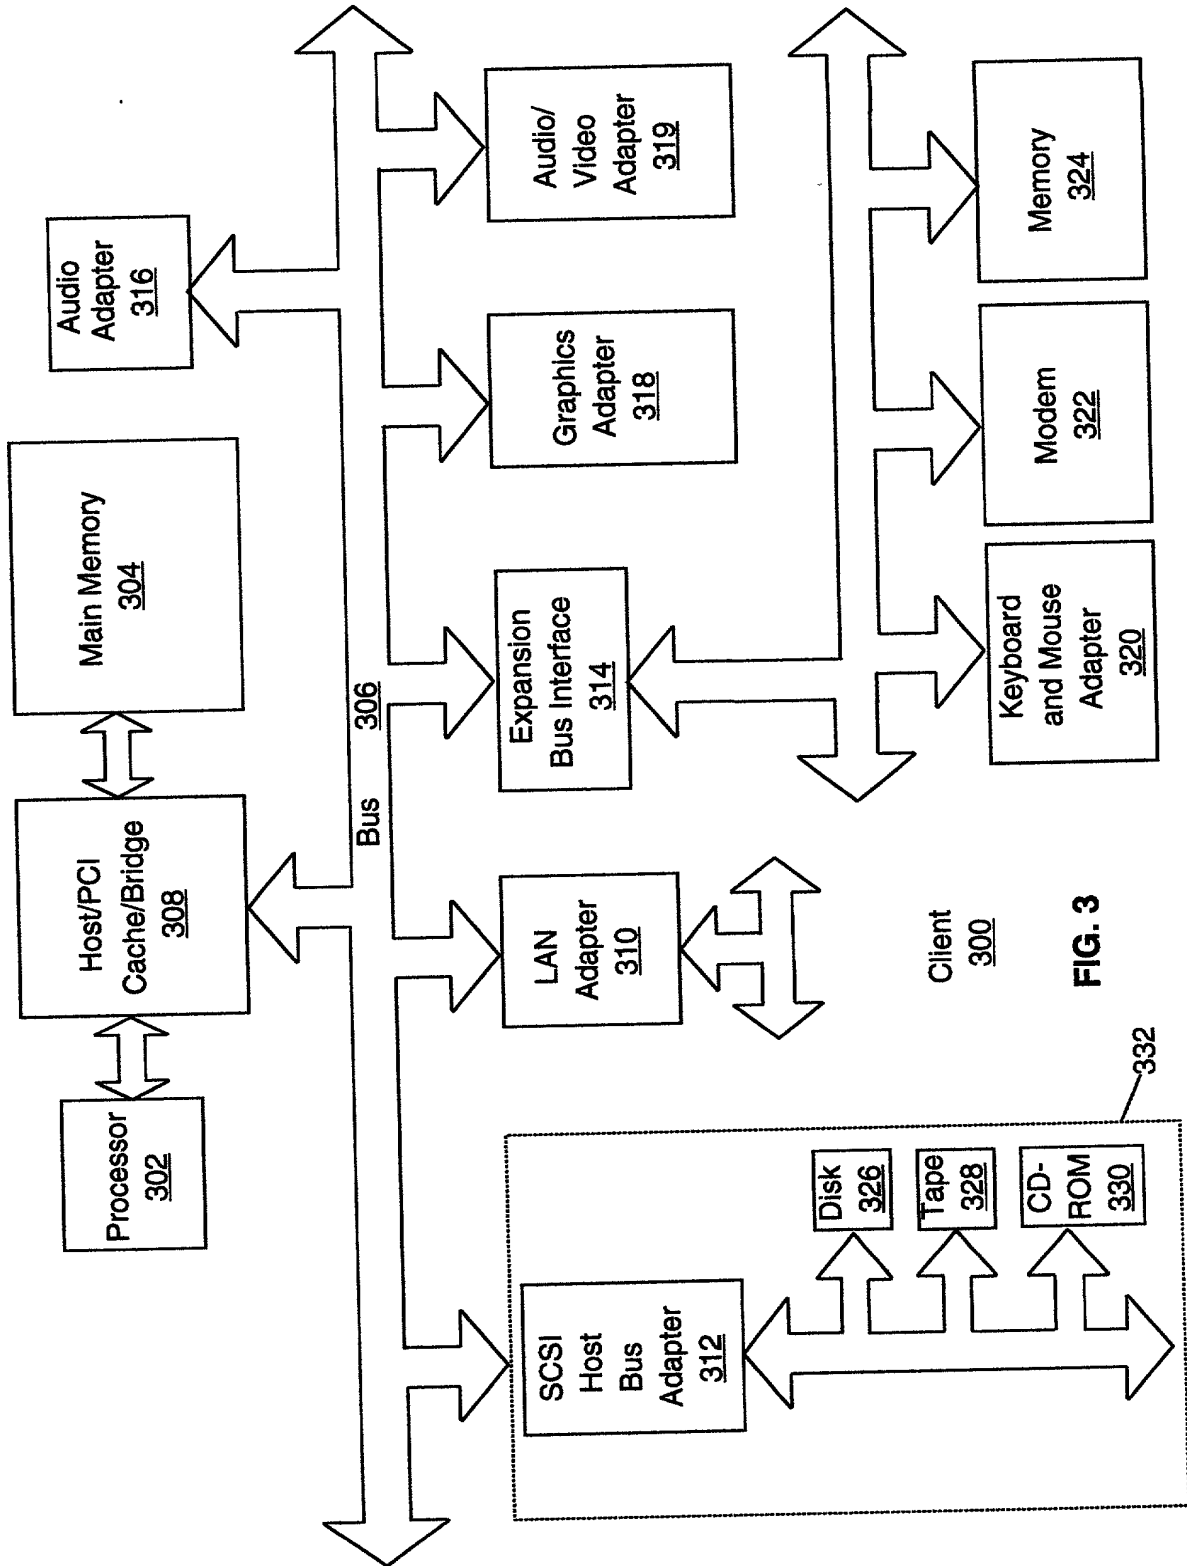 Processor
302
Host/PCI
Cache/Bridge
308
Main Memory
304
Audio
Adapter
316
Bus
306
SCSI
Host
Bus
Adapter
312
LAN
Adapter
310
Expansion
Bus Interface
314
Graphics
Adapter
318
Audio/
Video
Adapter
319
Disk
326
Tape
328
CD-
ROM
330
332
Client
300
Keyboard
and Mouse
Adapter
320
Modem
322
Memory
324
FIG. 3